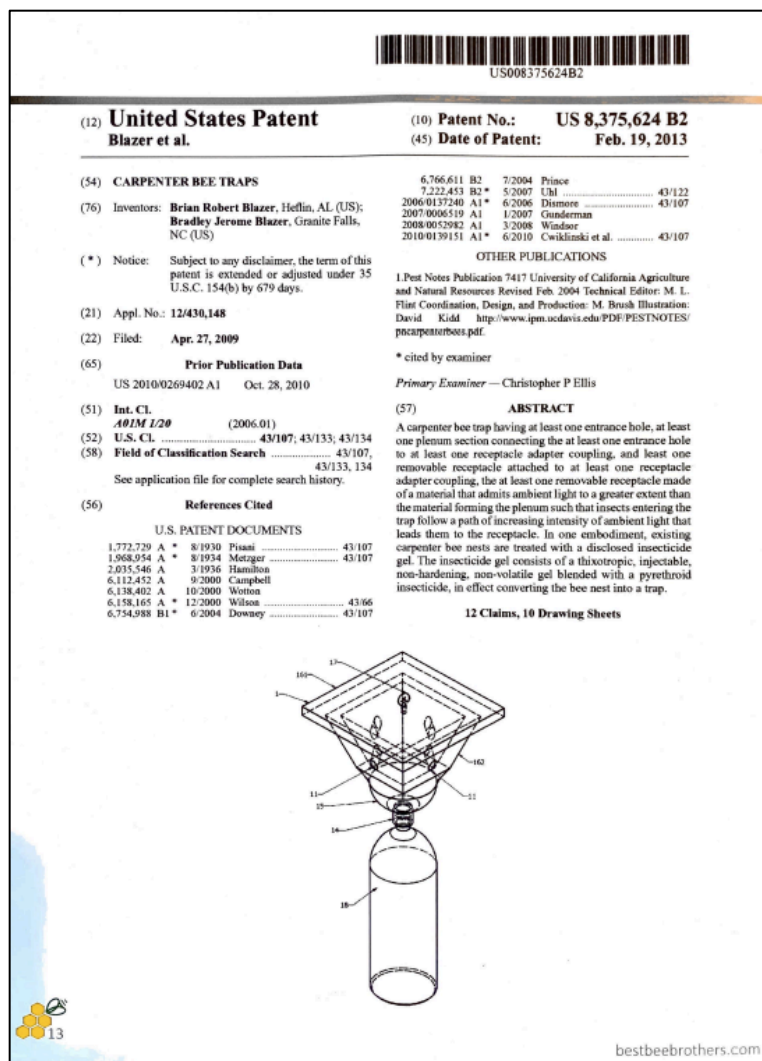 US008375624B2
(12) United States Patent
Blazer et al.
(10) Patent No.: US 8,375,624 B2
(45) Date of Patent: Feb. 19, 2013
(54) CARPENTER BEE TRAPS
(76) Inventors: Brian Robert Blazer, Heflin, AL (US);
Bradley Jerome Blazer, Granite Falls,
NC (US)
( * ) Notice: Subject to any disclaimer, the term of this
patent is extended or adjusted under 35
U.S.C. 154(b) by 679 days.
(21) Appl. No.: 12/430,148
(22) Filed: Apr. 27, 2009
(65) Prior Publication Data
US 2010/0269402 A1 Oct. 28, 2010
(51) Int. Cl.
A01M 1/20 (2006.01)
(52) U.S. Cl. .............................. 43/107; 43/133; 43/134
(58) Field of Classification Search .................. 43/107,
43/133, 134
See application file for complete search history.
(56) References Cited
U.S. PATENT DOCUMENTS
1,772,729 A * 8/1930 Pisani ............................ 43/107
1,968,954 A * 8/1934 Metzger ........................ 43/107
2,035,546 A 3/1936 Hamilton
6,112,452 A 9/2000 Campbell
6,138,402 A 10/2000 Wotton
6,158,165 A * 12/2000 Wilson ............................ 43/66
6,754,988 B1 * 6/2004 Downey ........................ 43/107
6,766,611 B2 7/2004 Prince
7,222,453 B2 * 5/2007 Uhl ................................ 43/122
2006/0137240 A1 * 6/2006 Dismore ........................ 43/107
2007/0006519 A1 1/2007 Gunderman
2008/0052982 A1 3/2008 Windsor
2010/0139151 A1 * 6/2010 Cwiklinski et al. ............ 43/107
OTHER PUBLICATIONS
1.Pest Notes Publication 7417 University of California Agriculture
and Natural Resources Revised Feb. 2004 Technical Editor: M. L.
Flint Coordination, Design, and Production: M. Brush Illustration:
David Kidd http://www.ipm.ucdavis.edu/PDF/PESTNOTES/
pncarpenterbees.pdf.
* cited by examiner
Primary Examiner — Christopher P Ellis
(57) ABSTRACT
A carpenter bee trap having at least one entrance hole, at least
one plenum section connecting the at least one entrance hole
to at least one receptacle adapter coupling, and least one
removable receptacle attached to at least one receptacle
adapter coupling, the at least one removable receptacle made
of a material that admits ambient light to a greater extent than
the material forming the plenum such that insects entering the
trap follow a path of increasing intensity of ambient light that
leads them to the receptacle. In one embodiment, existing
carpenter bee nests are treated with a disclosed insecticide
gel. The insecticide gel consists of a thixotropic, injectable,
non-hardening, non-volatile gel blended with a pyrethroid
insecticide, in effect converting the bee nest into a trap.
12 Claims, 10 Drawing Sheets
17
161
1
162
11
11
15
14
18
13
bestbeebrothers.com